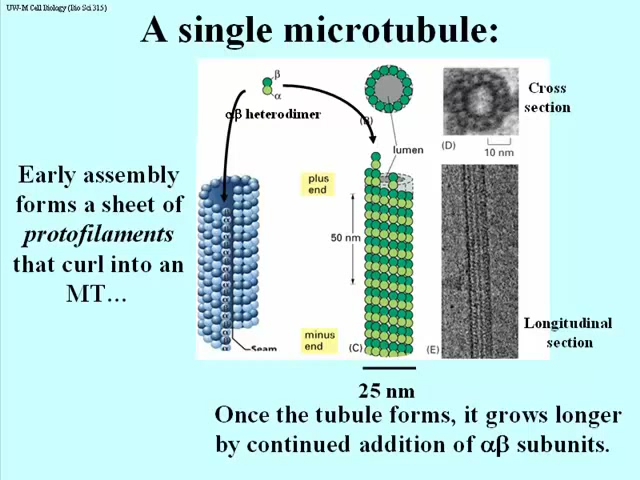 UW-M Cell Biology (Bio Sci 315)
A single microtubule:
β
α
αβ heterodimer
(B)
lumen
Cross
section
(D)
10 nm
Early assembly
forms a sheet of
protofilaments
that curl into an
MT…
plus
end
50 nm
minus
end
Seam
(C)
(E)
Longitudinal
section
25 nm
Once the tubule forms, it grows longer
by continued addition of αβ subunits.